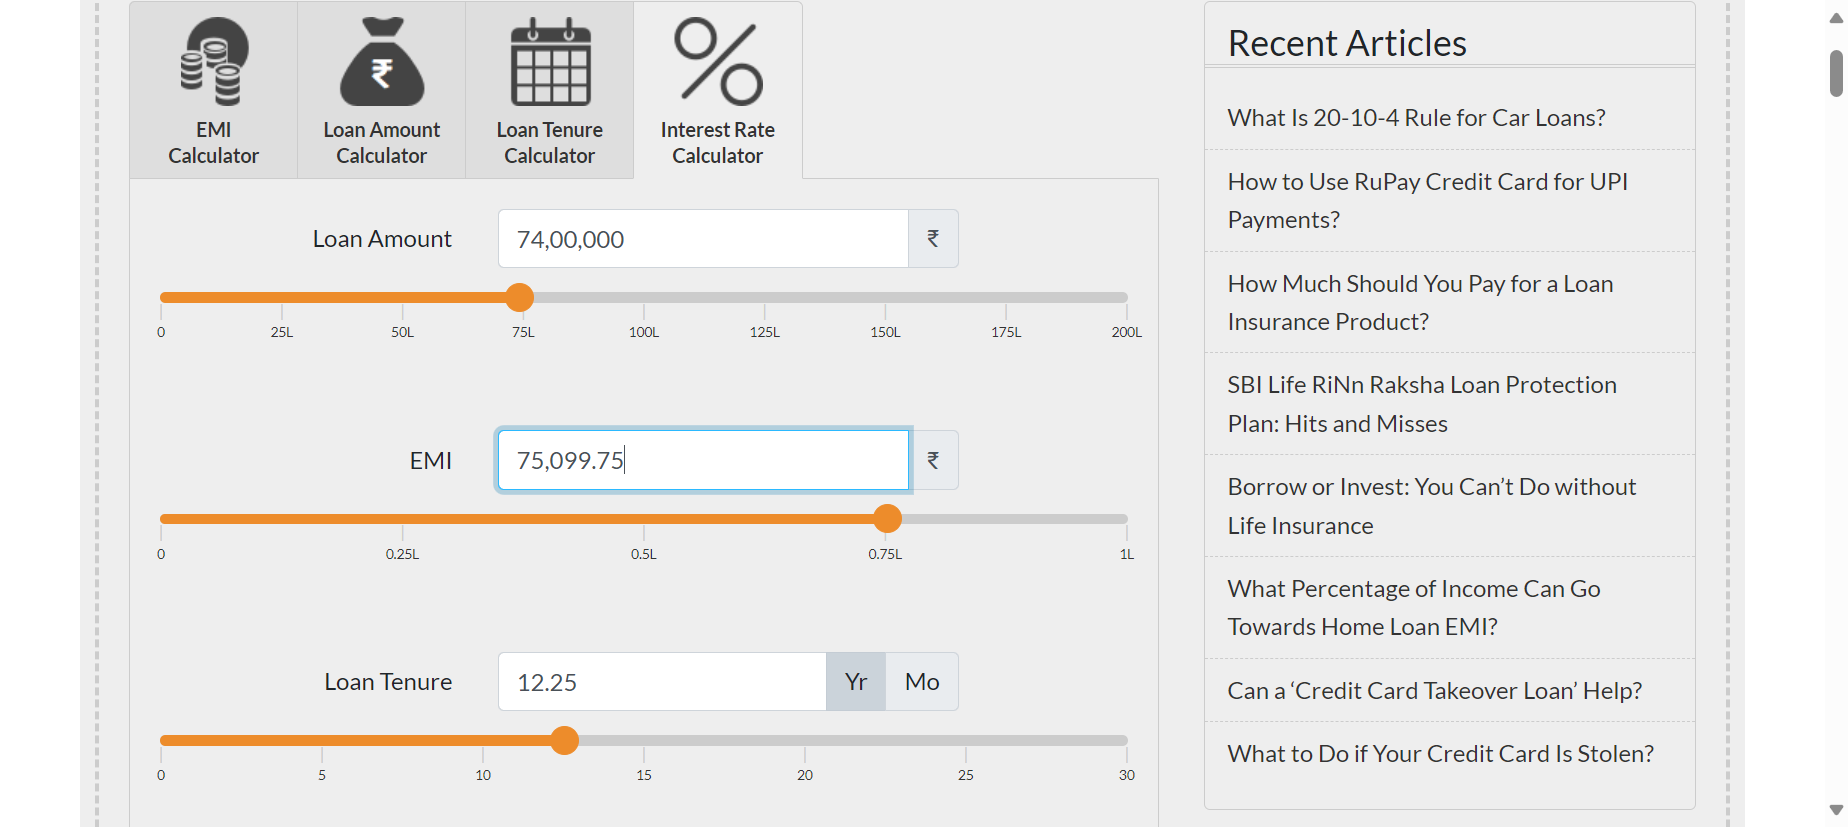 EMI
Calculator
Loan Amount
Calculator
Loan Tenure
Calculator
Interest Rate
Calculator
Loan Amount
74,00,000
₹
0 25L 50L 75L 100L 125L 150L 175L 200L
EMI
75,099.75
₹
0 0.25L 0.5L 0.75L 1L
Loan Tenure
12.25
Yr Mo
0 5 10 15 20 25 30
Recent Articles
What Is 20-10-4 Rule for Car Loans?
How to Use RuPay Credit Card for UPI
Payments?
How Much Should You Pay for a Loan
Insurance Product?
SBI Life RiNn Raksha Loan Protection
Plan: Hits and Misses
Borrow or Invest: You Can’t Do without
Life Insurance
What Percentage of Income Can Go
Towards Home Loan EMI?
Can a ‘Credit Card Takeover Loan’ Help?
What to Do if Your Credit Card Is Stolen?